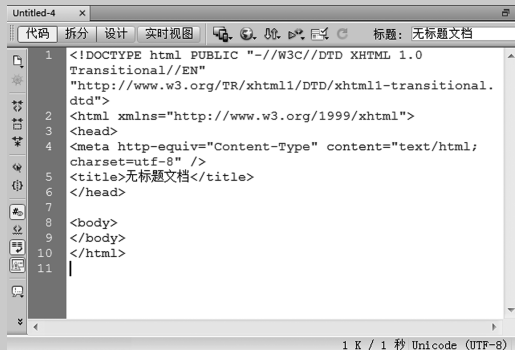 Untitled-4 ×
代码 拆分 设计 实时视图 标题: 无标题文档
1 <!DOCTYPE html PUBLIC "-//W3C//DTD XHTML 1.0
Transitional//EN"
"http://www.w3.org/TR/xhtml1/DTD/xhtml1-transitional.
dtd">
2 <html xmlns="http://www.w3.org/1999/xhtml">
3 <head>
4 <meta http-equiv="Content-Type" content="text/html;
charset=utf-8" />
5 <title>无标题文档</title>
6 </head>
7
8 <body>
9 </body>
10 </html>
11
1 K / 1 秒 Unicode (UTF-8)